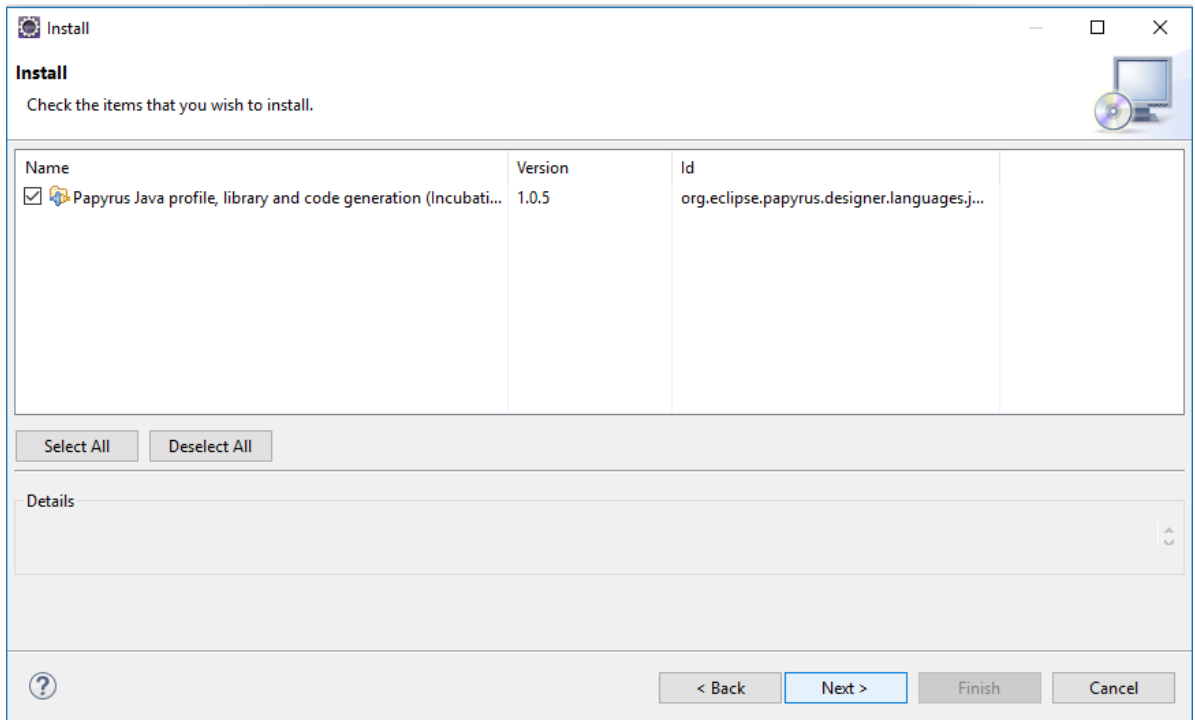 Install
Install
Check the items that you wish to install.
Name Version Id
Papyrus Java profile, library and code generation (Incubati... 1.0.5 org.eclipse.papyrus.designer.languages.j...
Select All Deselect All
Details
? < Back Next > Finish Cancel